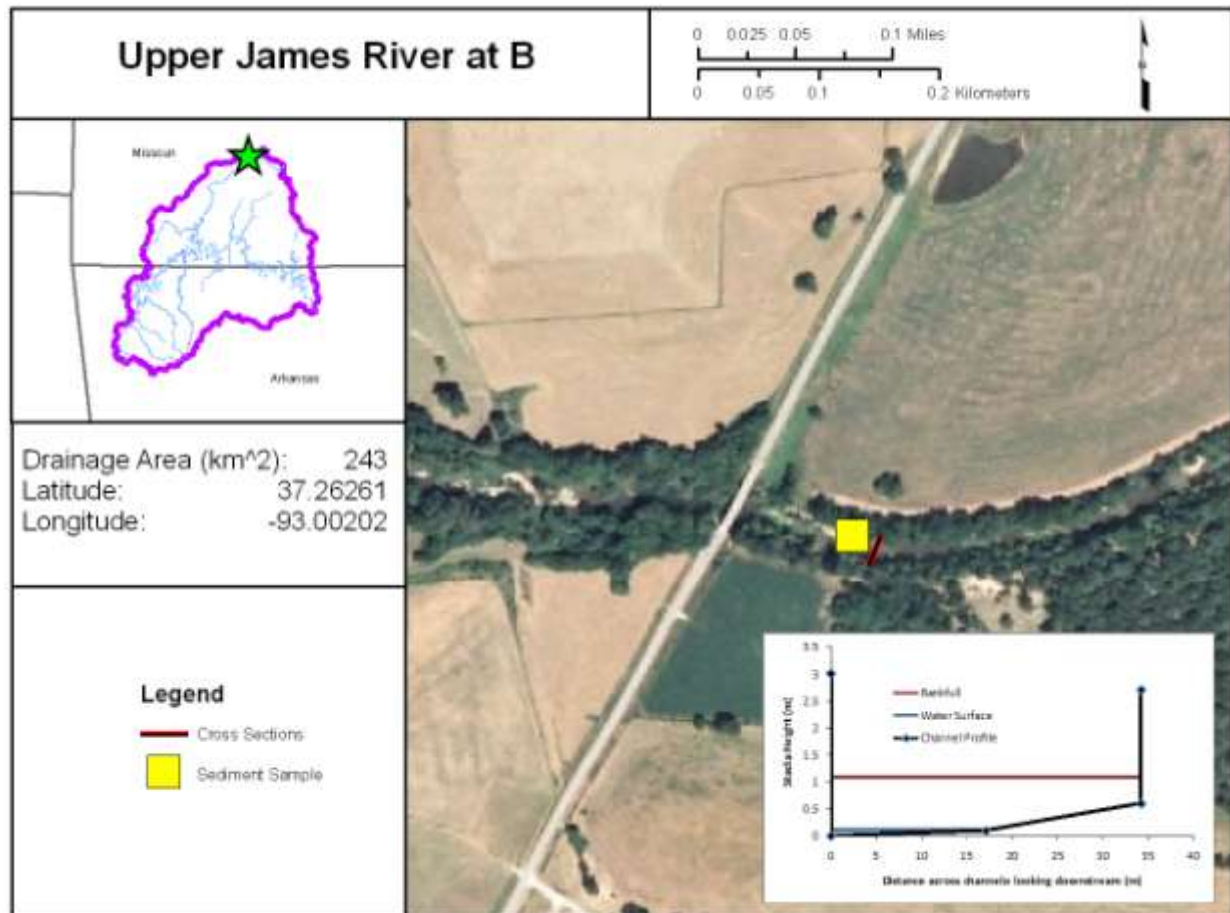 Upper James River at B
0 0.025 0.05 0.1 Miles
0 0.05 0.1 0.2 Kilometers
Missouri
Arkansas
Drainage Area (km^2): 243
Latitude: 37.26261
Longitude: -93.00202
Legend
Cross Sections
Sediment Sample
3.5
3
2.5
2
1.5
1
0.5
0
Stadia Height (m)
Bankfull
Water Surface
Channel Profile
0 5 10 15 20 25 30 35 40
Distance across channels looking downstream (m)